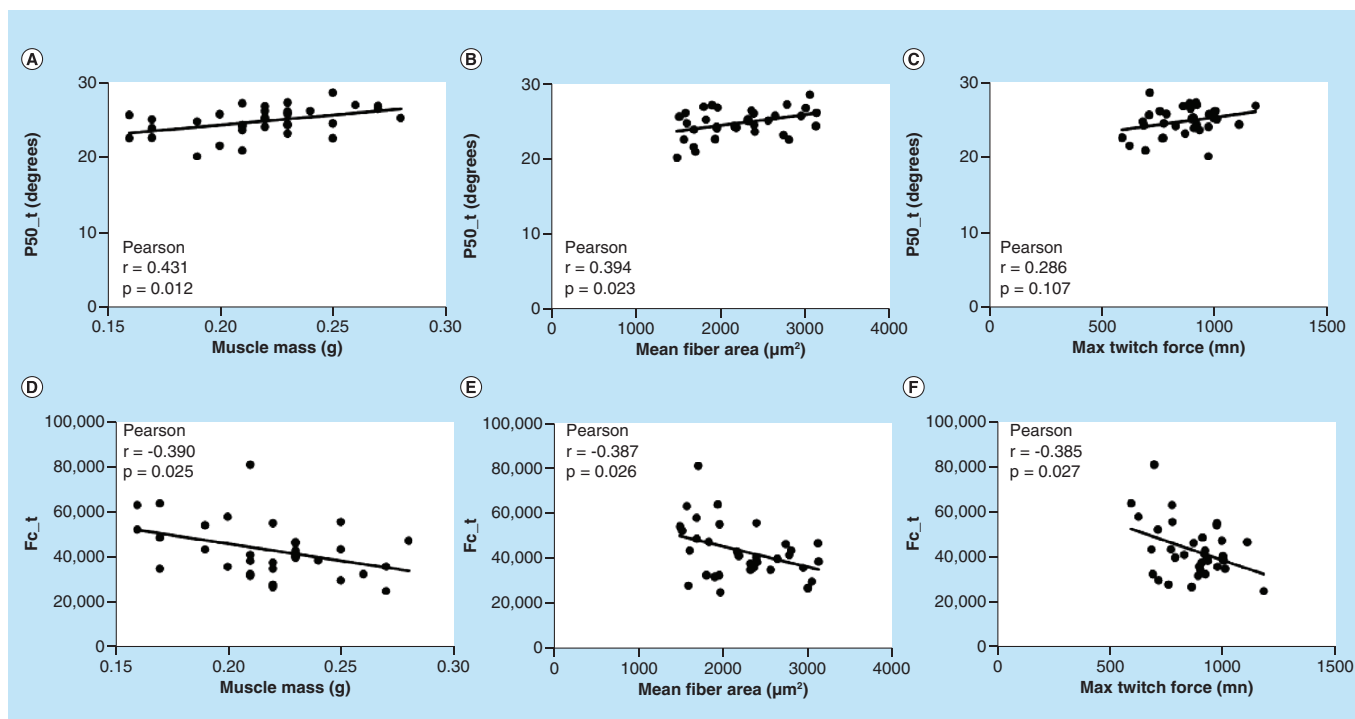 A
P50_t (degrees)
30
20
10
0
Pearson
r = 0.431
p = 0.012
0.15
0.20
0.25
0.30
Muscle mass (g)
B
P50_t (degrees)
30
20
10
0
Pearson
r = 0.394
p = 0.023
0
1000
2000
3000
4000
Mean fiber area (µm²)
C
P50_t (degrees)
30
20
10
0
Pearson
r = 0.286
p = 0.107
0
500
1000
1500
Max twitch force (mn)
D
Fc_t
100,000
80,000
60,000
40,000
20,000
0
Pearson
r = -0.390
p = 0.025
0.15
0.20
0.25
0.30
Muscle mass (g)
E
Fc_t
100,000
80,000
60,000
40,000
20,000
0
Pearson
r = -0.387
p = 0.026
0
1000
2000
3000
4000
Mean fiber area (µm²)
F
Fc_t
100,000
80,000
60,000
40,000
20,000
0
Pearson
r = -0.385
p = 0.027
0
500
1000
1500
Max twitch force (mn)